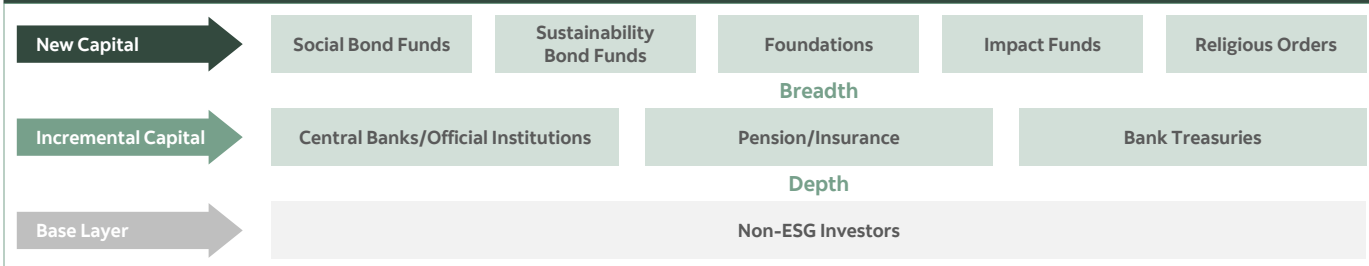 New Capital
Social Bond Funds
Sustainability
Bond Funds
Foundations
Impact Funds
Religious Orders
Breadth
Incremental Capital
Central Banks/Official Institutions
Pension/Insurance
Bank Treasuries
Depth
Base Layer
Non-ESG Investors